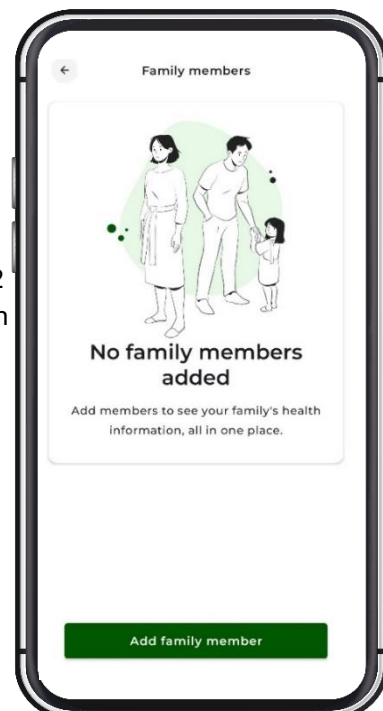 Family members
2
n
No family members
added
Add members to see your family's health
information, all in one place.
Add family member